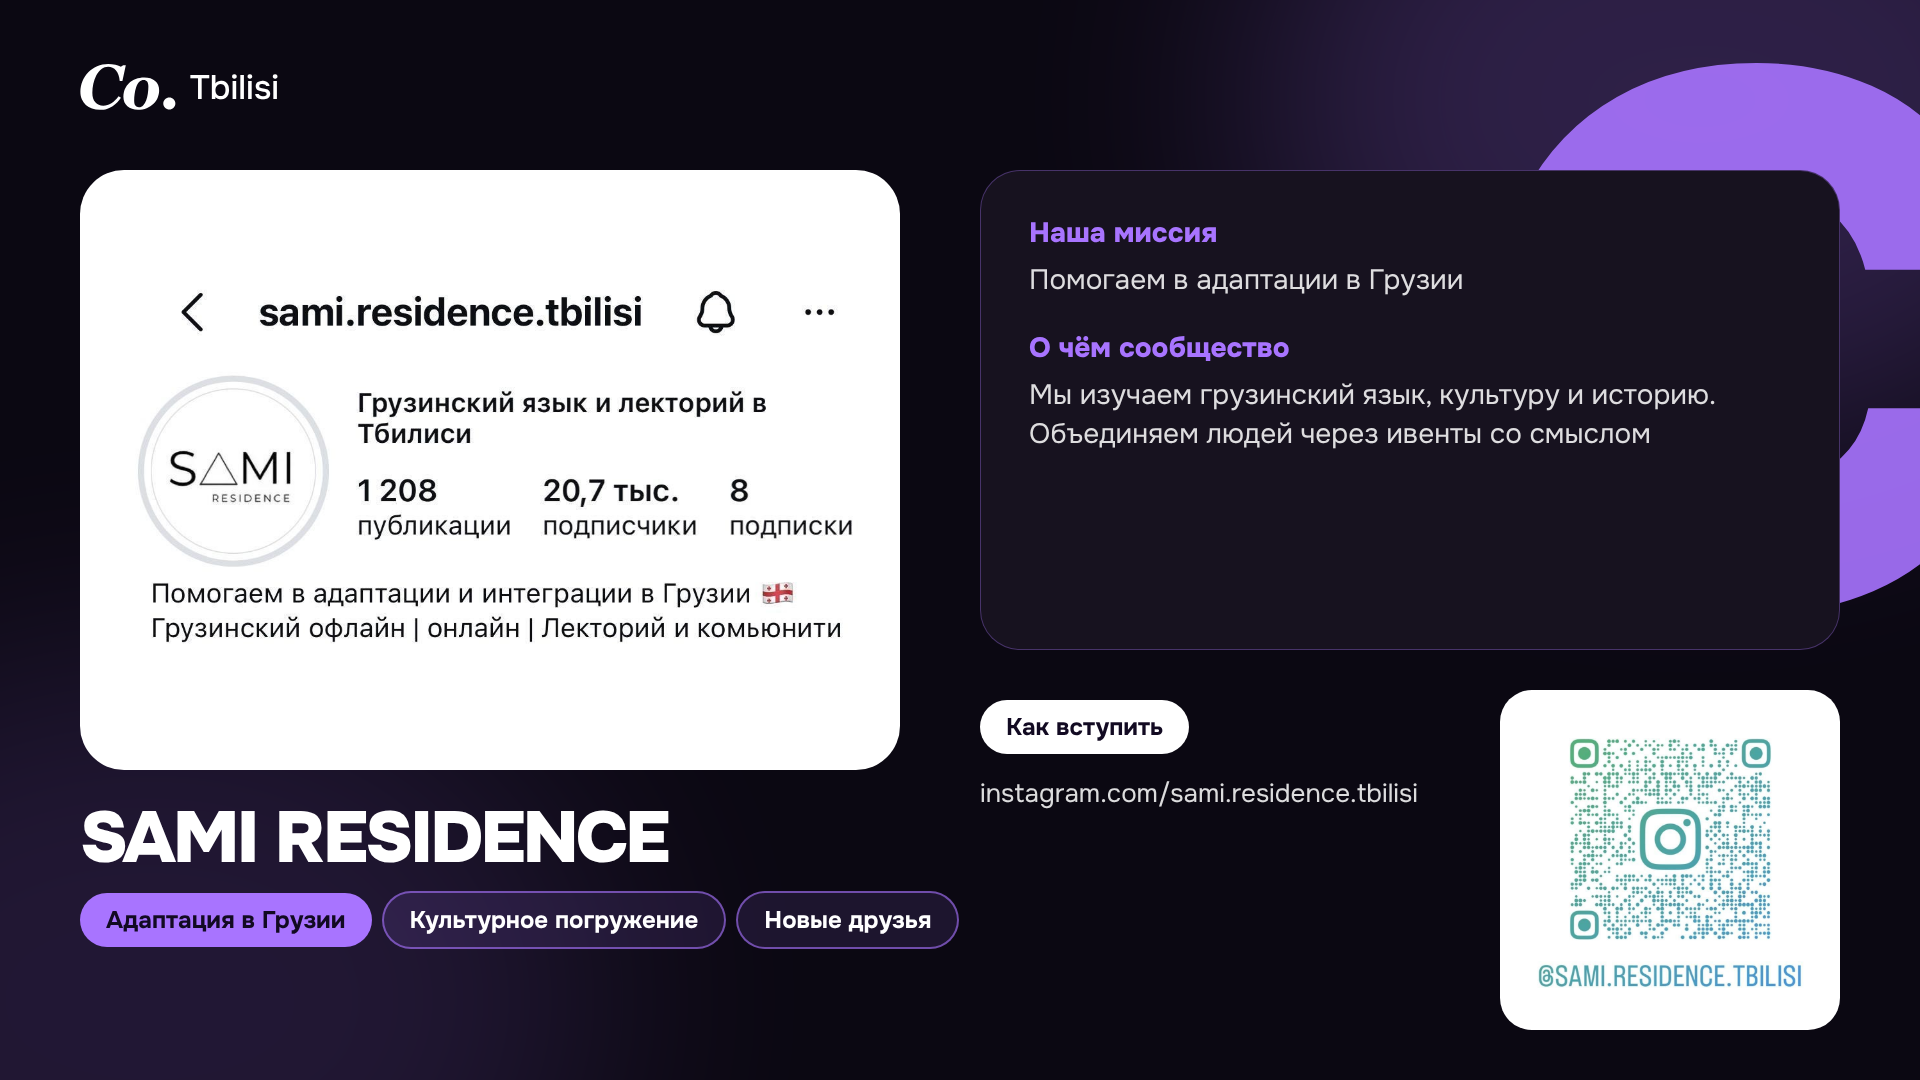 Co. Tbilisi
sami.residence.tbilisi
SAMI
RESIDENCE
Грузинский язык и лекторий в
Тбилиси
1 208
публикации
20,7 тыс.
подписчики
8
подписки
Помогаем в адаптации и интеграции в Грузии 🇬🇪
Грузинский офлайн | онлайн | Лекторий и комьюнити
SAMI RESIDENCE
Адаптация в Грузии
Культурное погружение
Новые друзья
Наша миссия
Помогаем в адаптации в Грузии
О чём сообщество
Мы изучаем грузинский язык, культуру и историю.
Объединяем людей через ивенты со смыслом
Как вступить
instagram.com/sami.residence.tbilisi
@SAMI.RESIDENCE.TBILISI